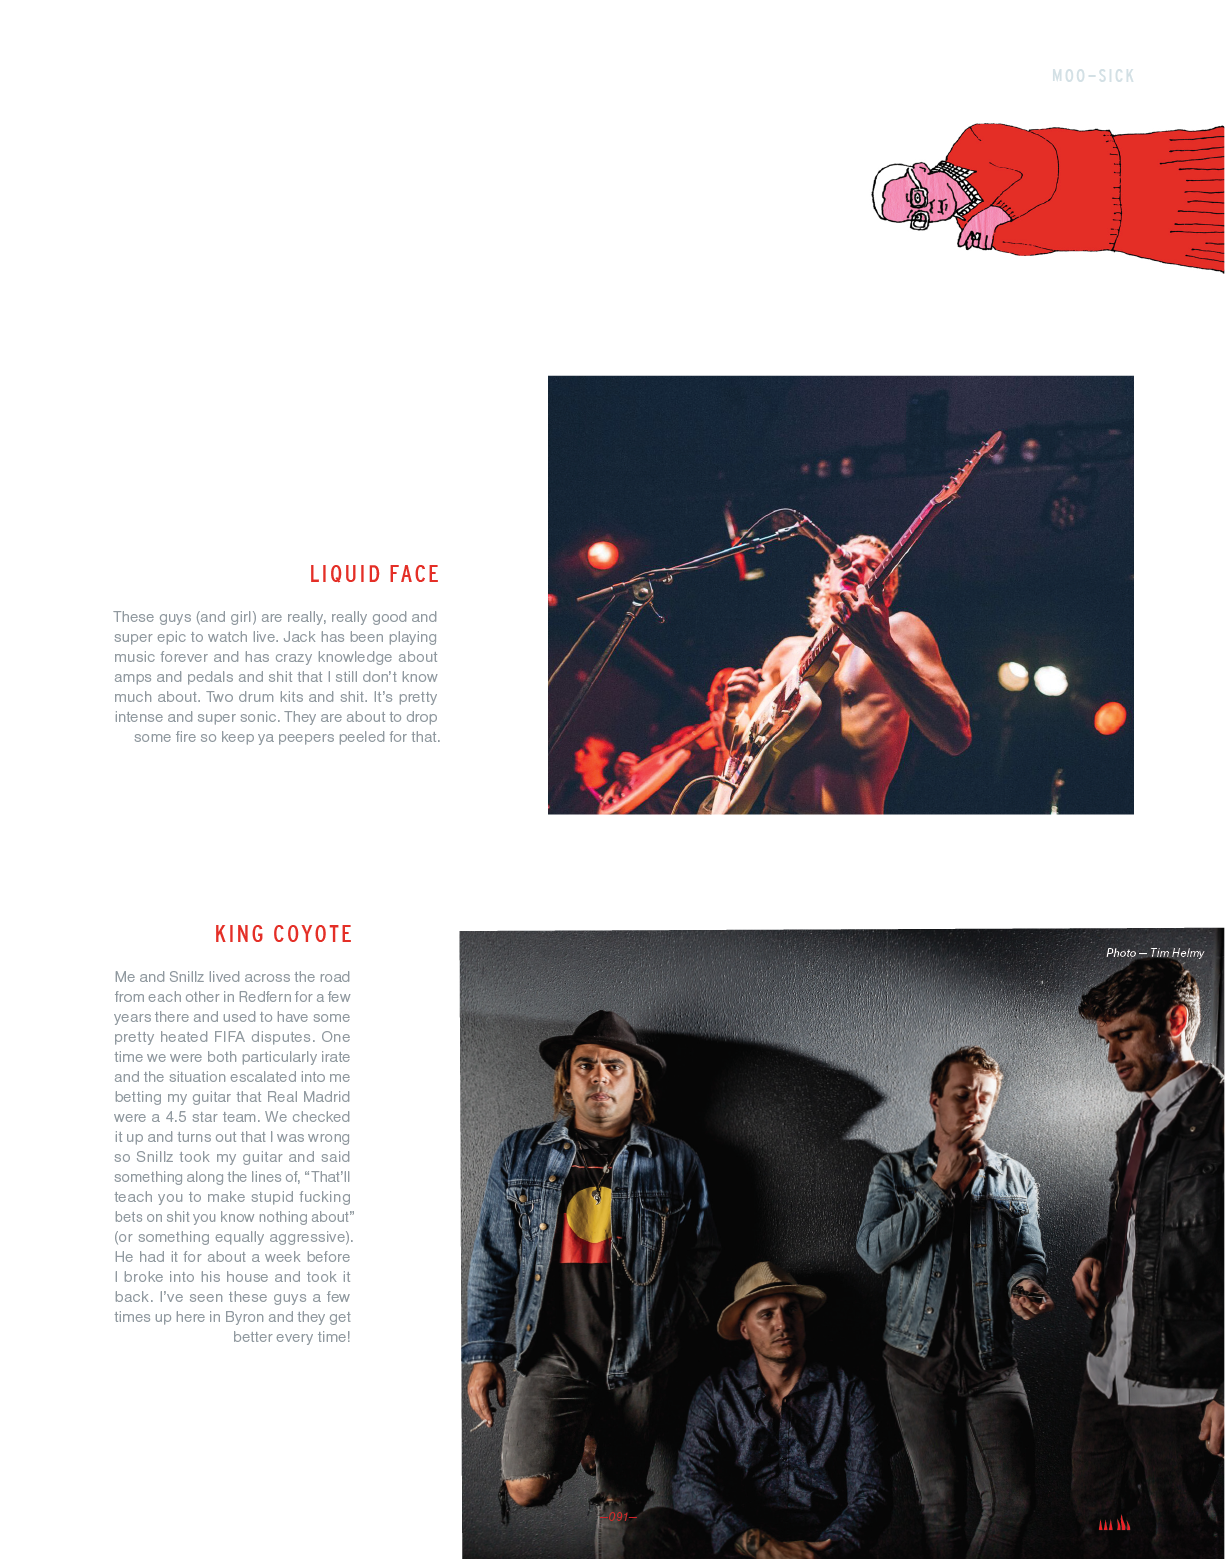 MOO–SICK
LIQUID FACE
These guys (and girl) are really, really good and
super epic to watch live. Jack has been playing
music forever and has crazy knowledge about
amps and pedals and shit that I still don't know
much about. Two drum kits and shit. It's pretty
intense and super sonic. They are about to drop
some fire so keep ya peepers peeled for that.
KING COYOTE
Me and Snillz lived across the road
from each other in Redfern for a few
years there and used to have some
pretty heated FIFA disputes. One
time we were both particularly irate
and the situation escalated into me
betting my guitar that Real Madrid
were a 4.5 star team. We checked
it up and turns out that I was wrong
so Snillz took my guitar and said
something along the lines of, “That'll
teach you to make stupid fucking
bets on shit you know nothing about”
(or something equally aggressive).
He had it for about a week before
I broke into his house and took it
back. I've seen these guys a few
times up here in Byron and they get
better every time!
Photo — Tim Helmy
—091—